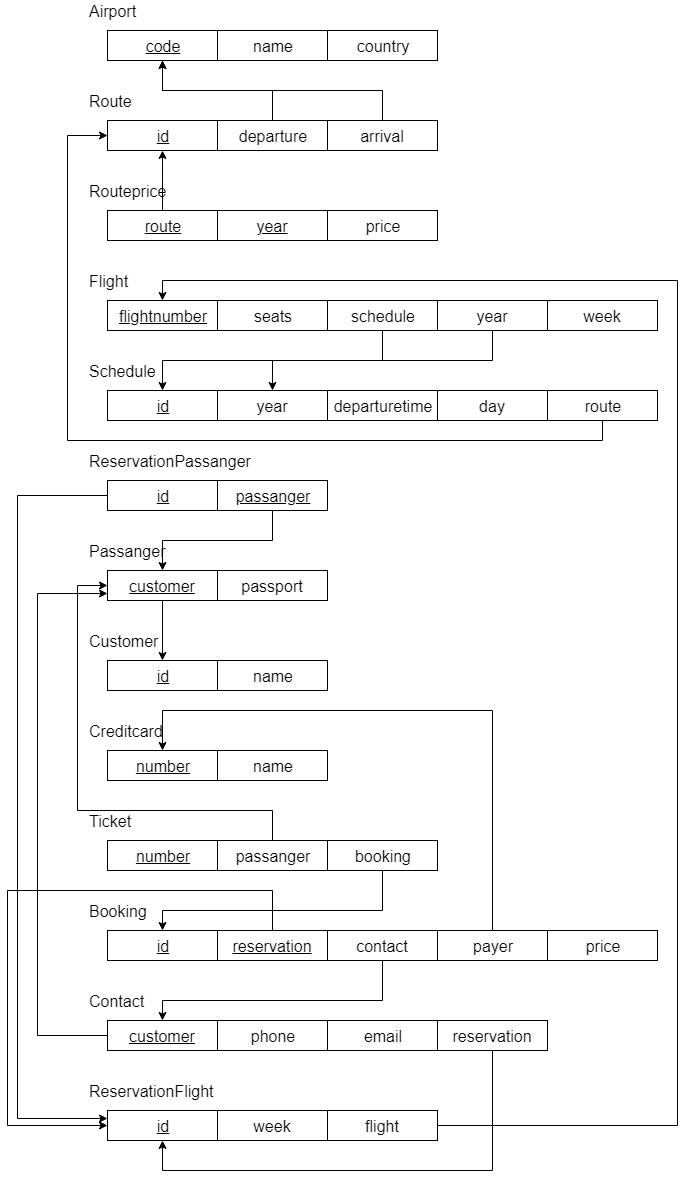 Airport
code name country
Route
id departure arrival
Routeprice
route year price
Flight
flightnumber seats schedule year week
Schedule
id year departuretime day route
ReservationPassanger
id passanger
Passanger
customer passport
Customer
id name
Creditcard
number name
Ticket
number passanger booking
Booking
id reservation contact payer price
Contact
customer phone email reservation
ReservationFlight
id week flight